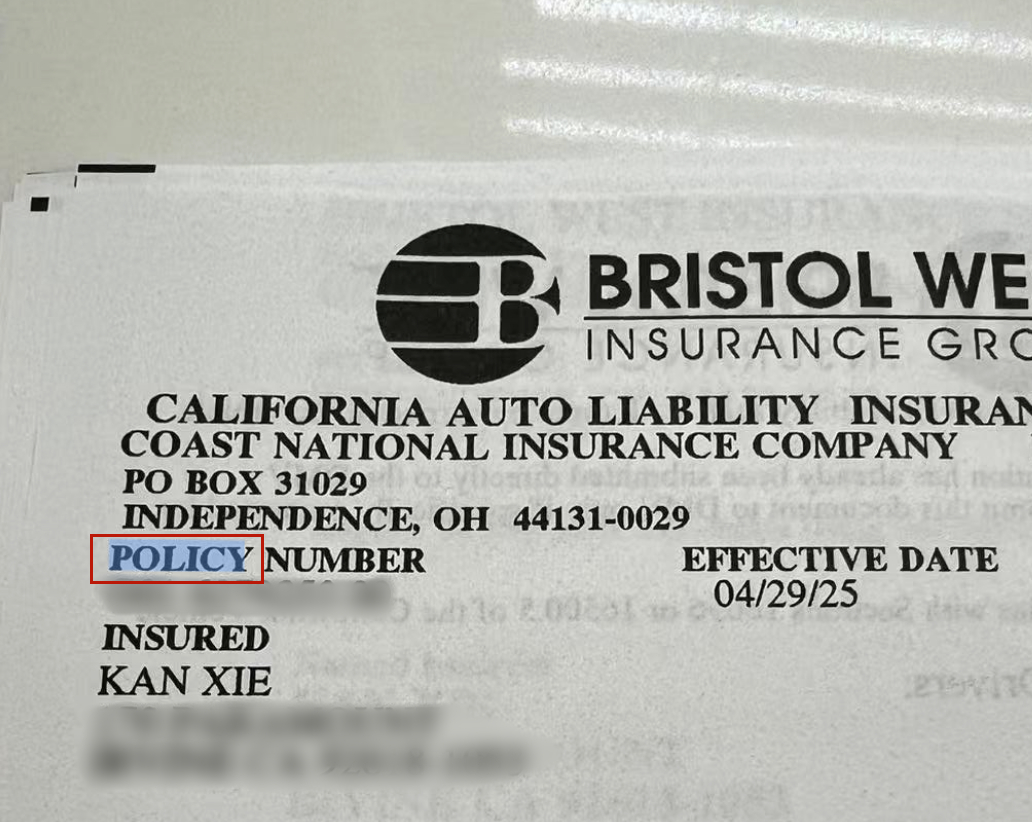 BRISTOL WE
INSURANCE GRO
CALIFORNIA AUTO LIABILITY INSURAN
COAST NATIONAL INSURANCE COMPANY
PO BOX 31029
INDEPENDENCE, OH 44131-0029
POLICY NUMBER EFFECTIVE DATE
04/29/25
INSURED
KAN XIE